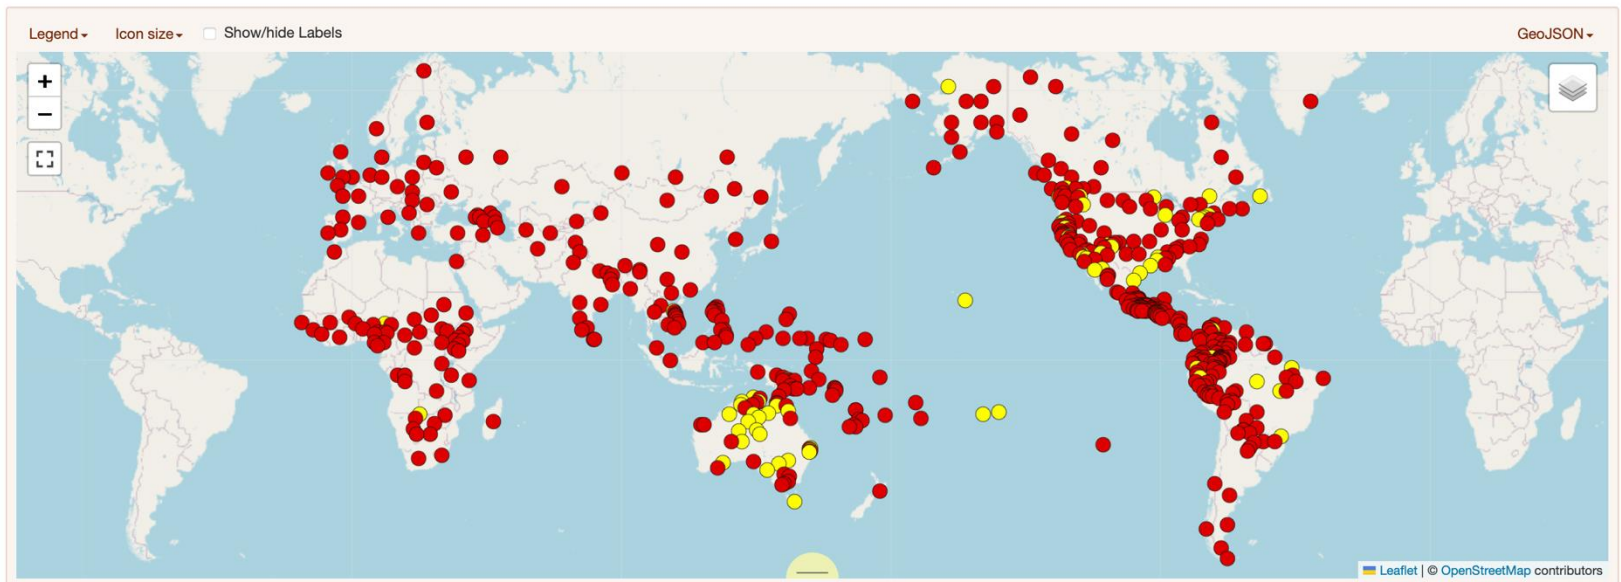 Legend Icon size Show/hide Labels GeoJSON
+
−
Leaflet | © OpenStreetMap contributors